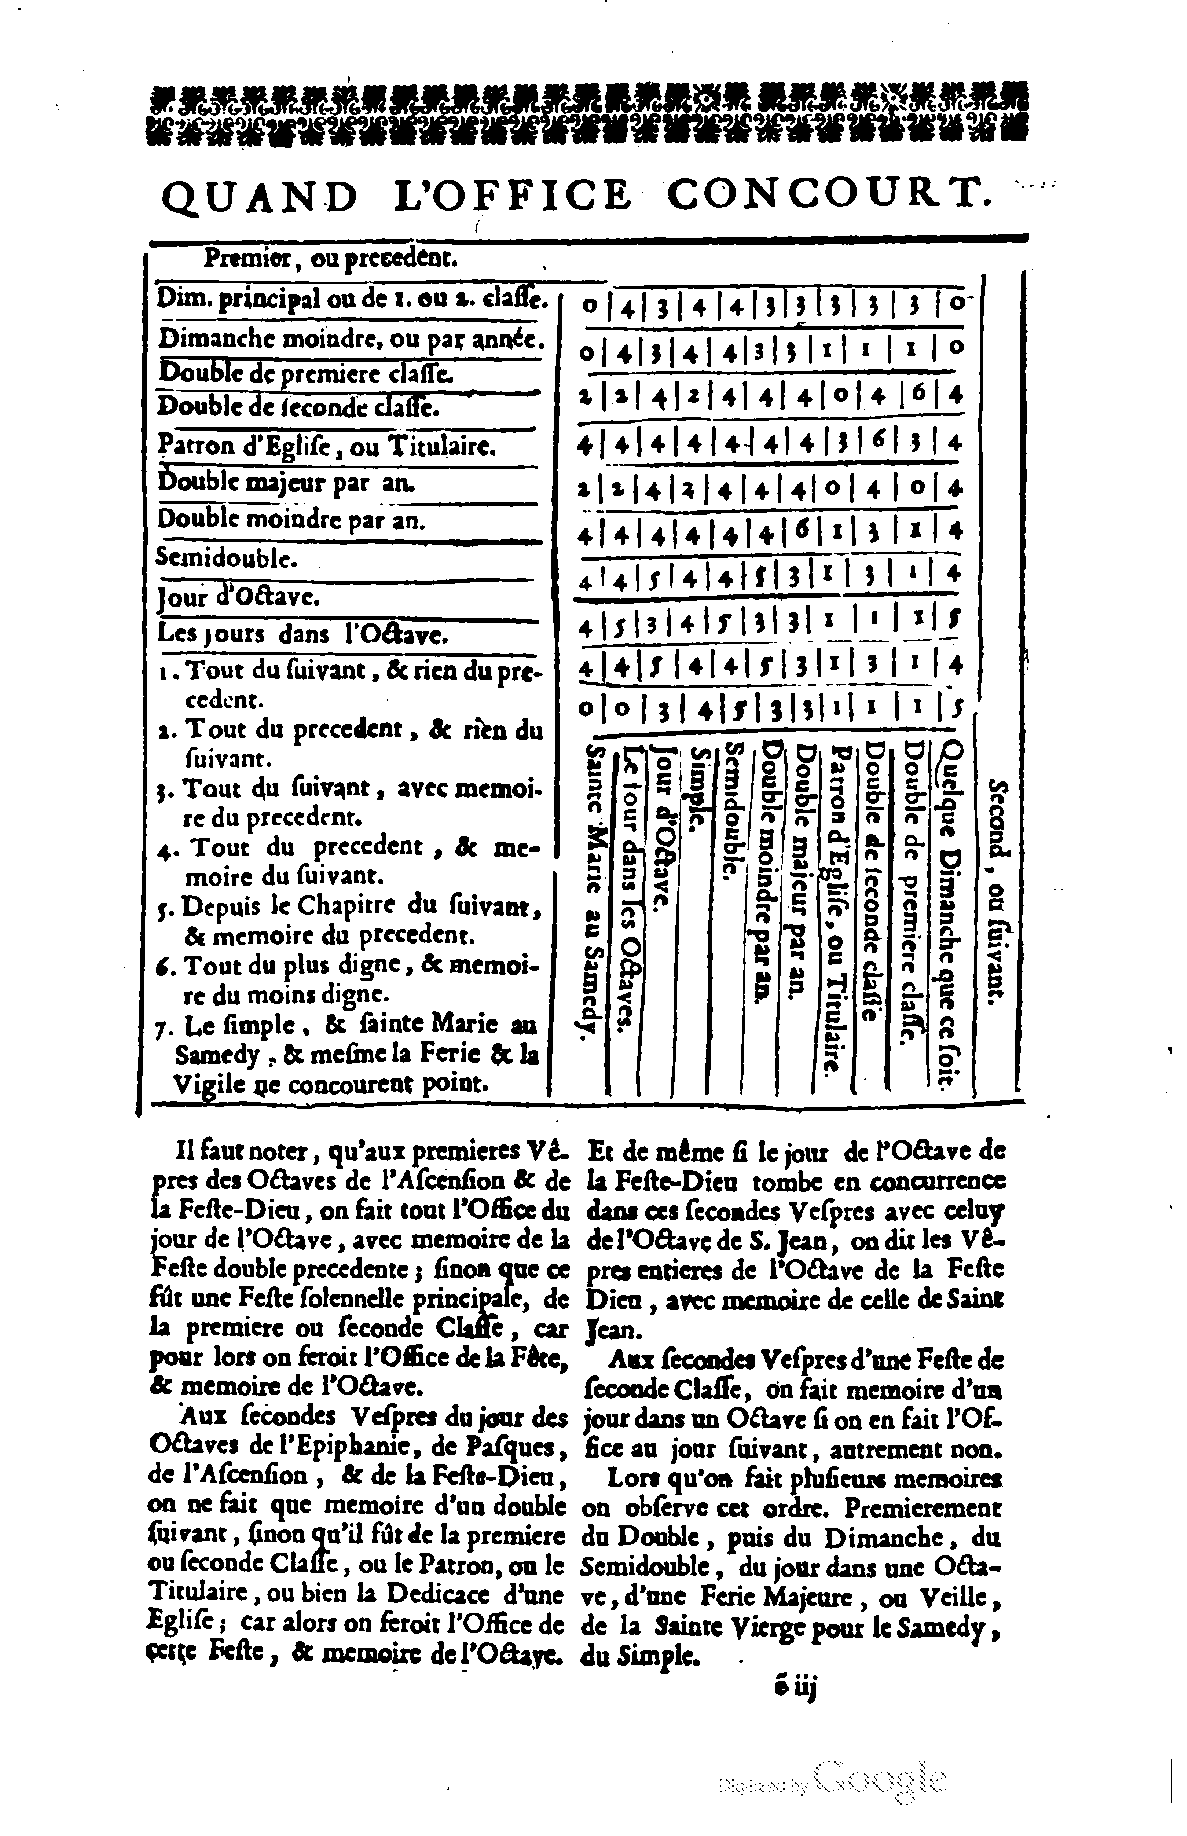 QUAND L'OFFICE CONCOURT.
Premier, ou precedent.
Dim. principal ou de 1. ou 2. claſſe.
0 | 4 | 3 | 4 | 4 | 3 | 3 | 3 | 3 | 3 | 0
Dimanche moindre, ou par année.
0 | 4 | 3 | 4 | 4 | 3 | 3 | 1 | 1 | 1 | 0
Double de premiere claſſe.
2 | 2 | 4 | 2 | 4 | 4 | 4 | 0 | 4 | 6 | 4
Double de ſeconde claſſe.
4 | 4 | 4 | 4 | 4 | 4 | 4 | 3 | 6 | 3 | 4
Patron d'Egliſe, ou Titulaire.
2 | 2 | 4 | 2 | 4 | 4 | 4 | 0 | 4 | 0 | 4
Double majeur par an.
4 | 4 | 4 | 4 | 4 | 4 | 6 | 1 | 3 | 1 | 4
Double moindre par an.
4 | 4 | 5 | 4 | 4 | 5 | 3 | 1 | 3 | 1 | 4
Semidouble.
4 | 5 | 3 | 4 | 5 | 3 | 3 | 1 | 1 | 1 | 5
Jour d'Octave.
4 | 4 | 5 | 4 | 4 | 5 | 3 | 1 | 3 | 1 | 4
Les jours dans l'Octave.
0 | 0 | 3 | 4 | 5 | 3 | 3 | 1 | 1 | 1 | 5
1. Tout du ſuivant, & rien du pre-
cedent.
2. Tout du precedent, & rien du
ſuivant.
3. Tout du ſuivant, avec memoi-
re du precedent.
4. Tout du precedent, & me-
moire du ſuivant.
5. Depuis le Chapitre du ſuivant,
& memoire du precedent.
6. Tout du plus digne, & memoi-
re du moins digne.
7. Le ſimple, & ſainte Marie au
Samedy, & meſme la Ferie & la
Vigile ne concourent point.
Sainte Marie au Samedy.
Le iour dans les Octaves.
Jour d'Octave.
Simple.
Semidouble.
Double moindre par an.
Double majeur par an.
Patron d'Egliſe, ou Titulaire.
Double de ſeconde claſſe
Double de premiere claſſe.
Quelque Dimanche que ce ſoit.
Second, ou ſuivant.
Il faut noter, qu'aux premieres Vê-
pres des Octaves de l'Aſcenſion & de
la Feſte-Dieu, on fait tout l'Office du
jour de l'Octave, avec memoire de la
Feſte double precedente; ſinon que ce
fût une Feſte ſolennelle principale, de
la premiere ou ſeconde Claſſe, car
pour lors on feroit l'Office de la Fête,
& memoire de l'Octave.
Aux ſecondes Veſpres du jour des
Octaves de l'Epiphanie, de Paſques,
de l'Aſcenſion, & de la Feſte-Dieu,
on ne fait que memoire d'un double
ſuivant, ſinon qu'il fût de la premiere
ou ſeconde Claſſe, ou le Patron, ou le
Titulaire, ou bien la Dedicace d'une
Egliſe; car alors on feroit l'Office de
cette Feſte, & memoire de l'Octave.
Et de même ſi le jour de l'Octave de
la Feſte-Dieu tombe en concurrence
dans ces ſecondes Veſpres avec celuy
de l'Octave de S. Jean, on dit les Vê-
pres entieres de l'Octave de la Feſte
Dieu, avec memoire de celle de Saint
Jean.
Aux ſecondes Veſpres d'une Feſte de
ſeconde Claſſe, on fait memoire d'un
jour dans un Octave ſi on en fait l'Of-
fice au jour ſuivant, autrement non.
Lors qu'on fait pluſieurs memoires
on obſerve cet ordre. Premierement
du Double, puis du Dimanche, du
Semidouble, du jour dans une Octa-
ve, d'une Ferie Majeure, ou Veille,
de la Sainte Vierge pour le Samedy,
du Simple.
ẽ iij
Digitized by Google